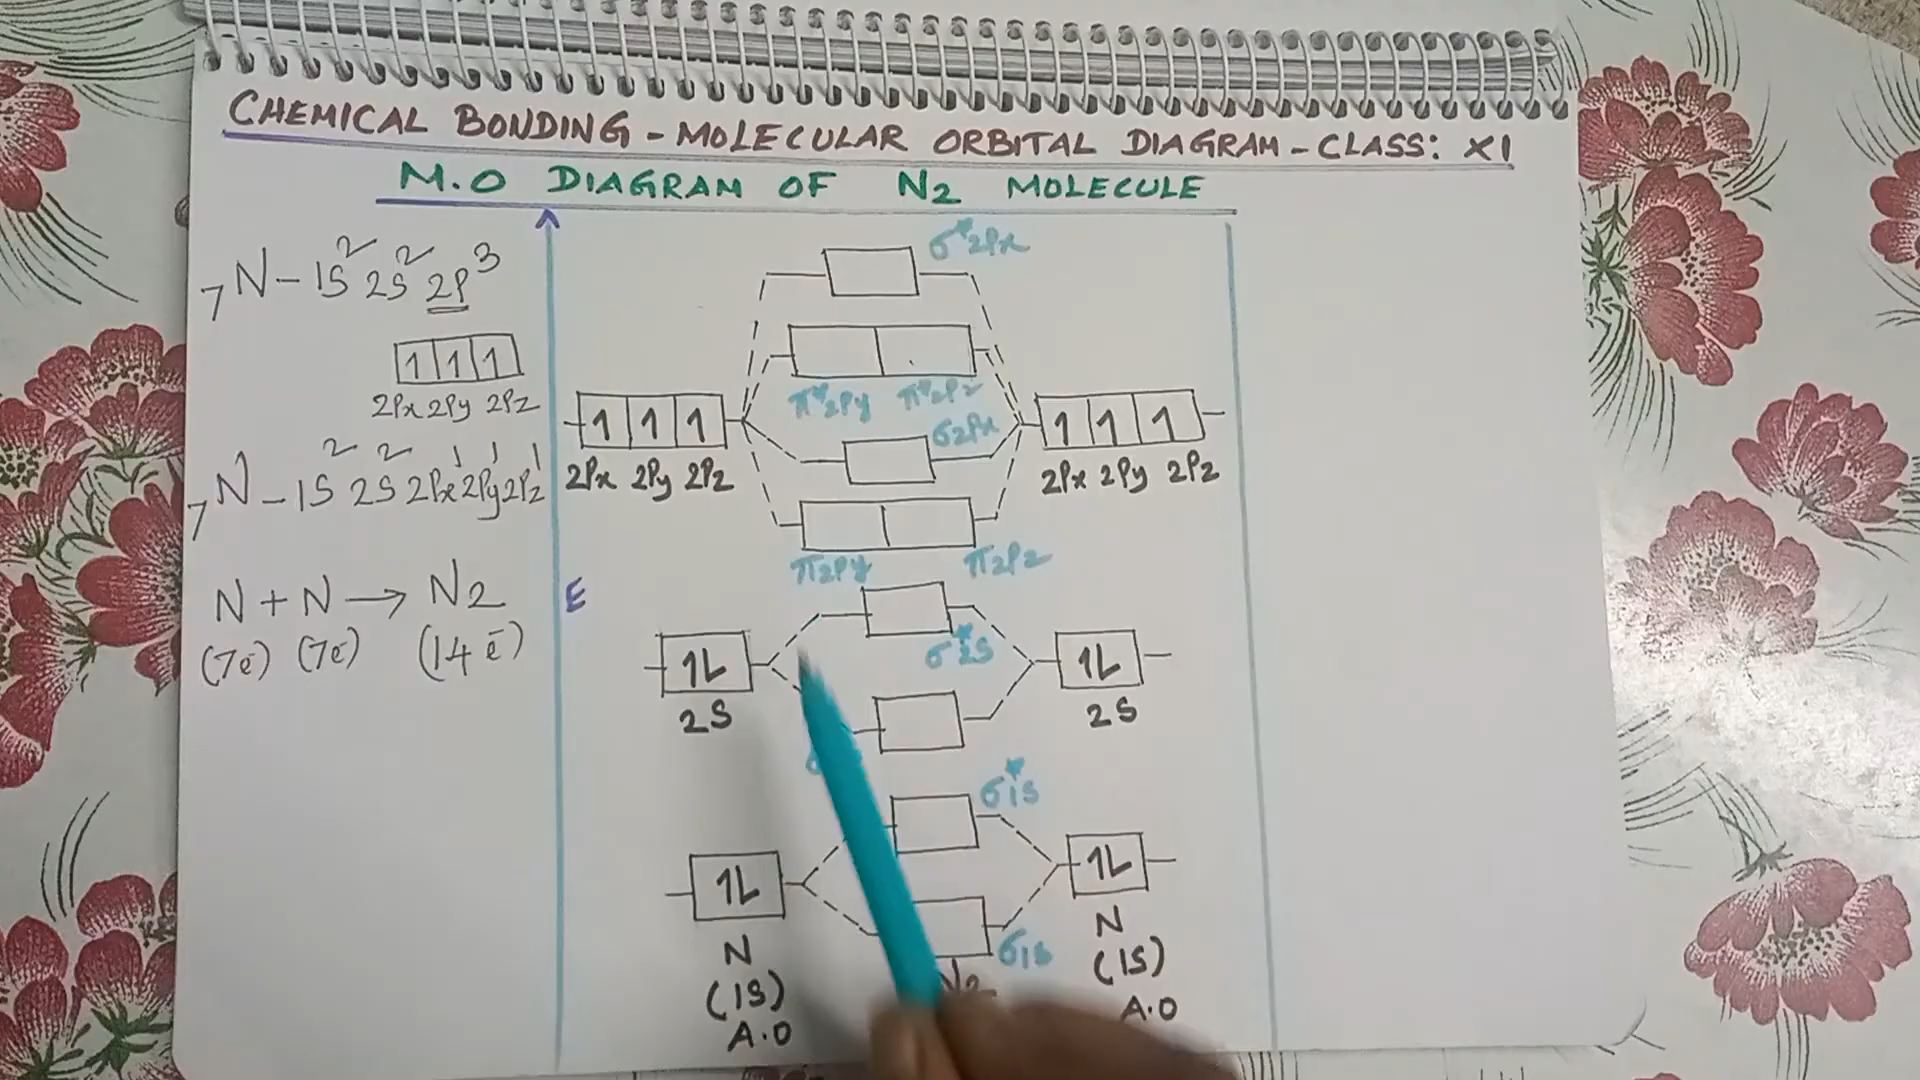 CHEMICAL BONDING - MOLECULAR ORBITAL DIAGRAM - CLASS: XI
M.O DIAGRAM OF N2 MOLECULE
7N - 1S² 2S² 2P³
1 1 1
2Px 2Py 2Pz
7N - 1S² 2S² 2Px¹ 2Py¹ 2Pz¹
N + N → N2
(7e̅) (7e̅) (14 e̅)
E
σ*2Px
π*2Py π*2Pz
1 1 1
2Px 2Py 2Pz
σ2Px
1 1 1
2Px 2Py 2Pz
π2Py π2Pz
σ*2S
1L
2S
1L
2S
σ*1S
1L
N
(1S)
A.O
σ1S
1L
N
(1S)
A.O